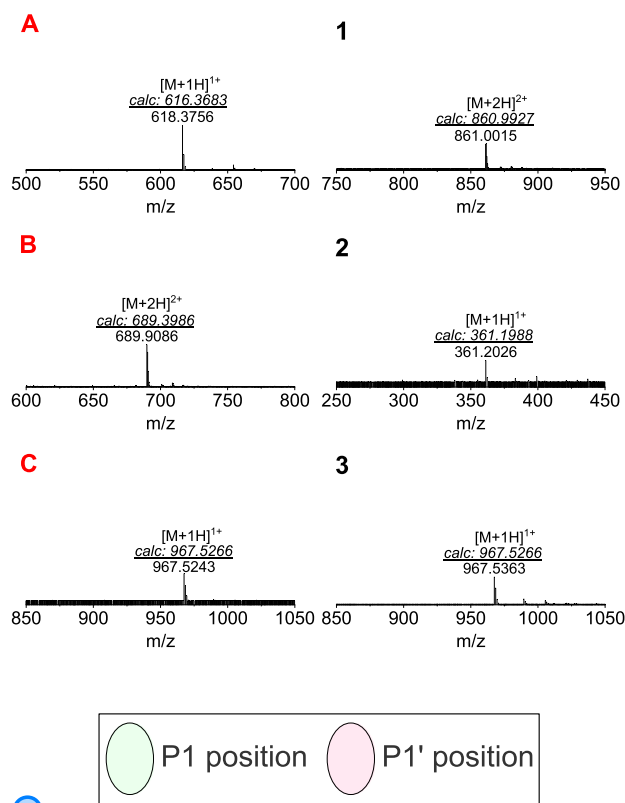 A
1
[M+1H]1+
calc: 616.3683
618.3756
500 550 600 650 700
m/z
[M+2H]2+
calc: 860.9927
861.0015
750 800 850 900 950
m/z
B
2
[M+2H]2+
calc: 689.3986
689.9086
600 650 700 750 800
m/z
[M+1H]1+
calc: 361.1988
361.2026
250 300 350 400 450
m/z
C
3
[M+1H]1+
calc: 967.5266
967.5243
850 900 950 1000 1050
m/z
[M+1H]1+
calc: 967.5266
967.5363
850 900 950 1000 1050
m/z
P1 position P1' position